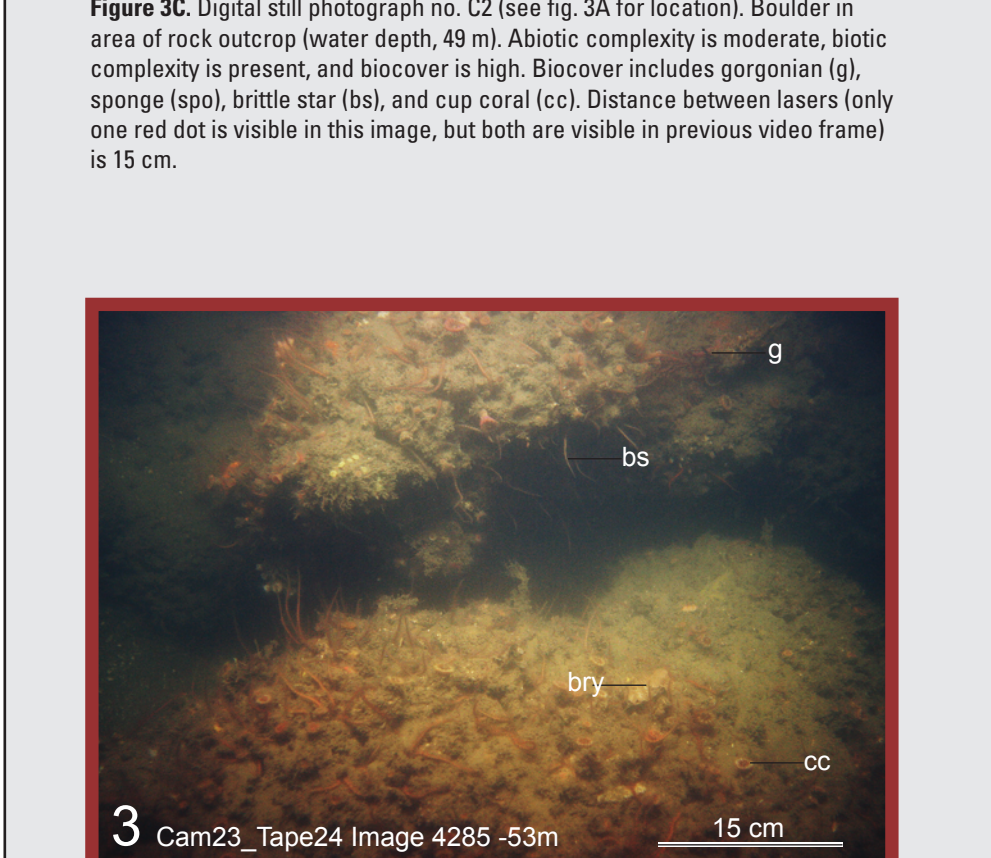 Figure 3C. Digital still photograph no. C2 (see fig. 3A for location). Boulder in
area of rock outcrop (water depth, 49 m). Abiotic complexity is moderate, biotic
complexity is present, and biocover is high. Biocover includes gorgonian (g),
sponge (spo), brittle star (bs), and cup coral (cc). Distance between lasers (only
one red dot is visible in this image, but both are visible in previous video frame)
is 15 cm.
g
bs
bry
cc
15 cm
3 Cam23_Tape24 Image 4285 -53m